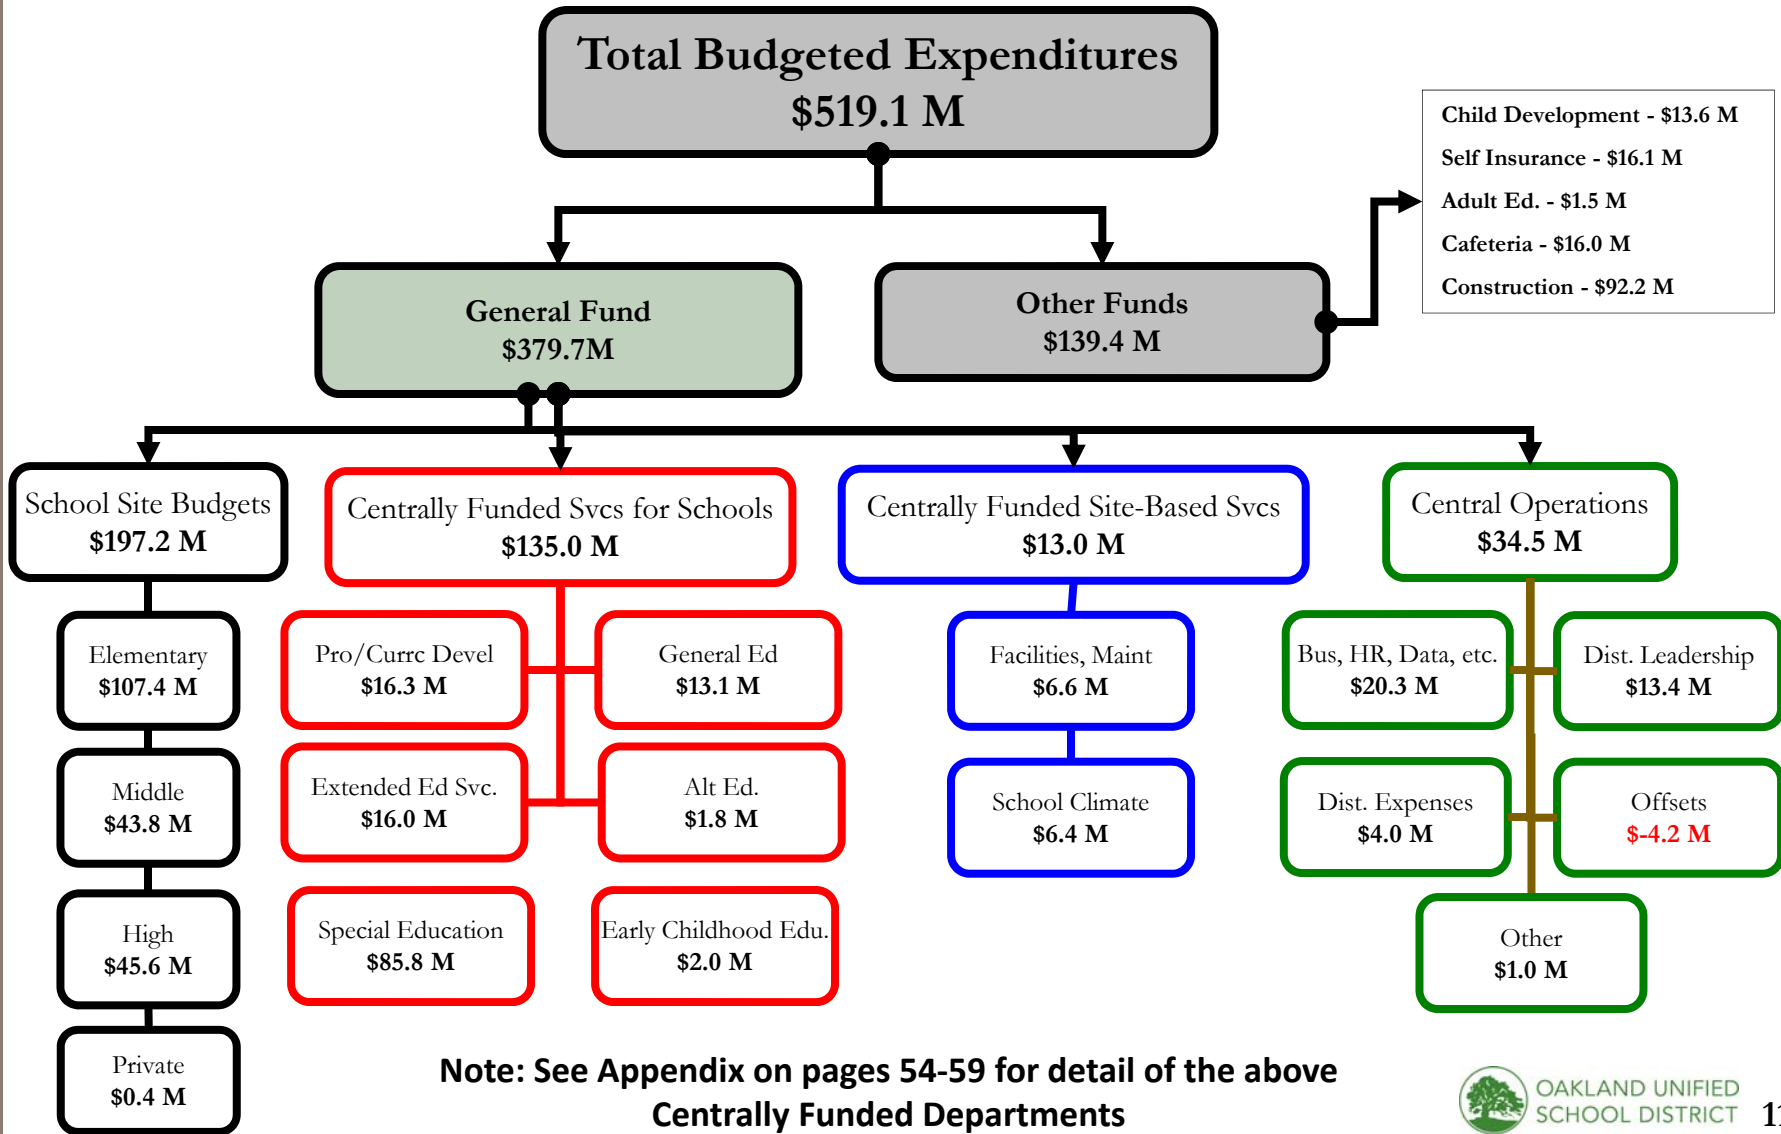 Total Budgeted Expenditures
$519.1 M
Child Development - $13.6 M
Self Insurance - $16.1 M
Adult Ed. - $1.5 M
Cafeteria - $16.0 M
Construction - $92.2 M
General Fund
$379.7M
Other Funds
$139.4 M
School Site Budgets
$197.2 M
Centrally Funded Svcs for Schools
$135.0 M
Centrally Funded Site-Based Svcs
$13.0 M
Central Operations
$34.5 M
Elementary
$107.4 M
Middle
$43.8 M
High
$45.6 M
Private
$0.4 M
Pro/Currc Devel
$16.3 M
General Ed
$13.1 M
Extended Ed Svc.
$16.0 M
Alt Ed.
$1.8 M
Special Education
$85.8 M
Early Childhood Edu.
$2.0 M
Facilities, Maint
$6.6 M
School Climate
$6.4 M
Bus, HR, Data, etc.
$20.3 M
Dist. Leadership
$13.4 M
Dist. Expenses
$4.0 M
Offsets
$-4.2 M
Other
$1.0 M
Note: See Appendix on pages 54-59 for detail of the above
Centrally Funded Departments
OAKLAND UNIFIED
SCHOOL DISTRICT